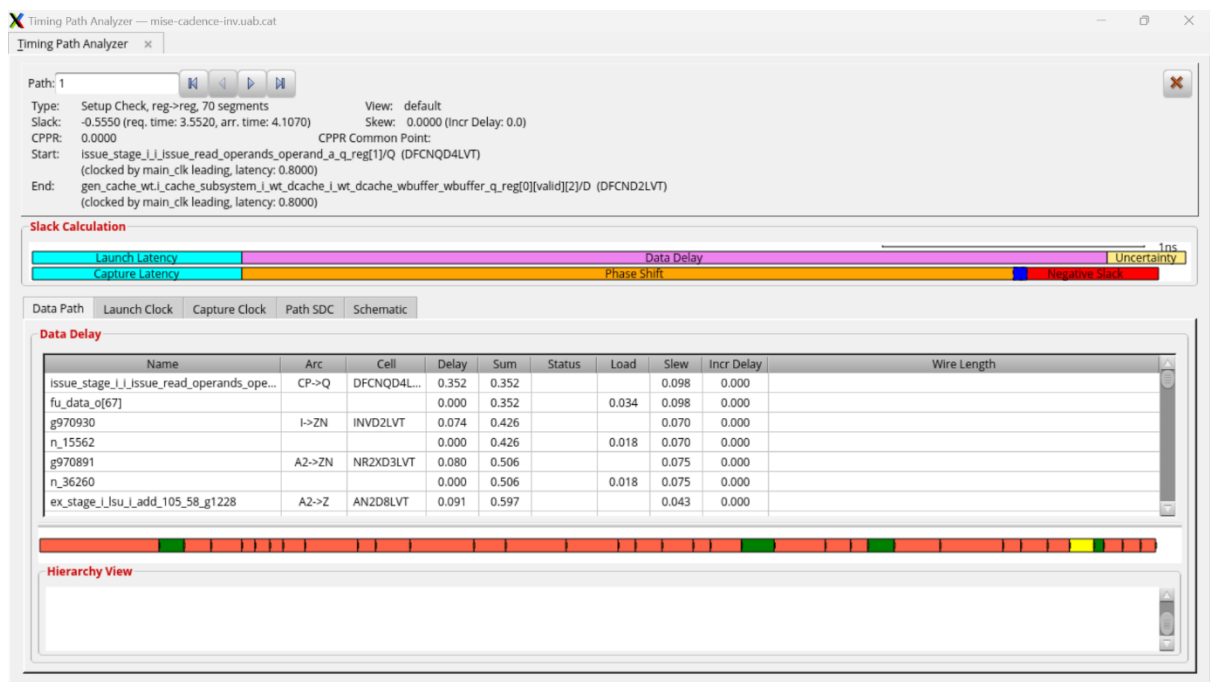 Timing Path Analyzer — mise-cadence-inv.uab.cat
Timing Path Analyzer
Path: 1
Type: Setup Check, reg->reg, 70 segments View: default
Slack: -0.5550 (req. time: 3.5520, arr. time: 4.1070) Skew: 0.0000 (Incr Delay: 0.0)
CPPR: 0.0000 CPPR Common Point:
Start: issue_stage_i_i_issue_read_operands_operand_a_q_reg[1]/Q (DFCNQD4LVT)
(clocked by main_clk leading, latency: 0.8000)
End: gen_cache_wt.i_cache_subsystem_i_wt_dcache_i_wt_dcache_wbuffer_wbuffer_q_reg[0][valid][2]/D (DFCND2LVT)
(clocked by main_clk leading, latency: 0.8000)
Slack Calculation
1ns
Launch Latency Data Delay Uncertainty
Capture Latency Phase Shift Negative Slack
Data Path Launch Clock Capture Clock Path SDC Schematic
Data Delay
Name Arc Cell Delay Sum Status Load Slew Incr Delay Wire Length
issue_stage_i_i_issue_read_operands_ope... CP->Q DFCNQD4L... 0.352 0.352 0.098 0.000
fu_data_o[67] 0.000 0.352 0.034 0.098 0.000
g970930 I->ZN INVD2LVT 0.074 0.426 0.070 0.000
n_15562 0.000 0.426 0.018 0.070 0.000
g970891 A2->ZN NR2XD3LVT 0.080 0.506 0.075 0.000
n_36260 0.000 0.506 0.018 0.075 0.000
ex_stage_i_lsu_i_add_105_58_g1228 A2->Z AN2D8LVT 0.091 0.597 0.043 0.000
Hierarchy View